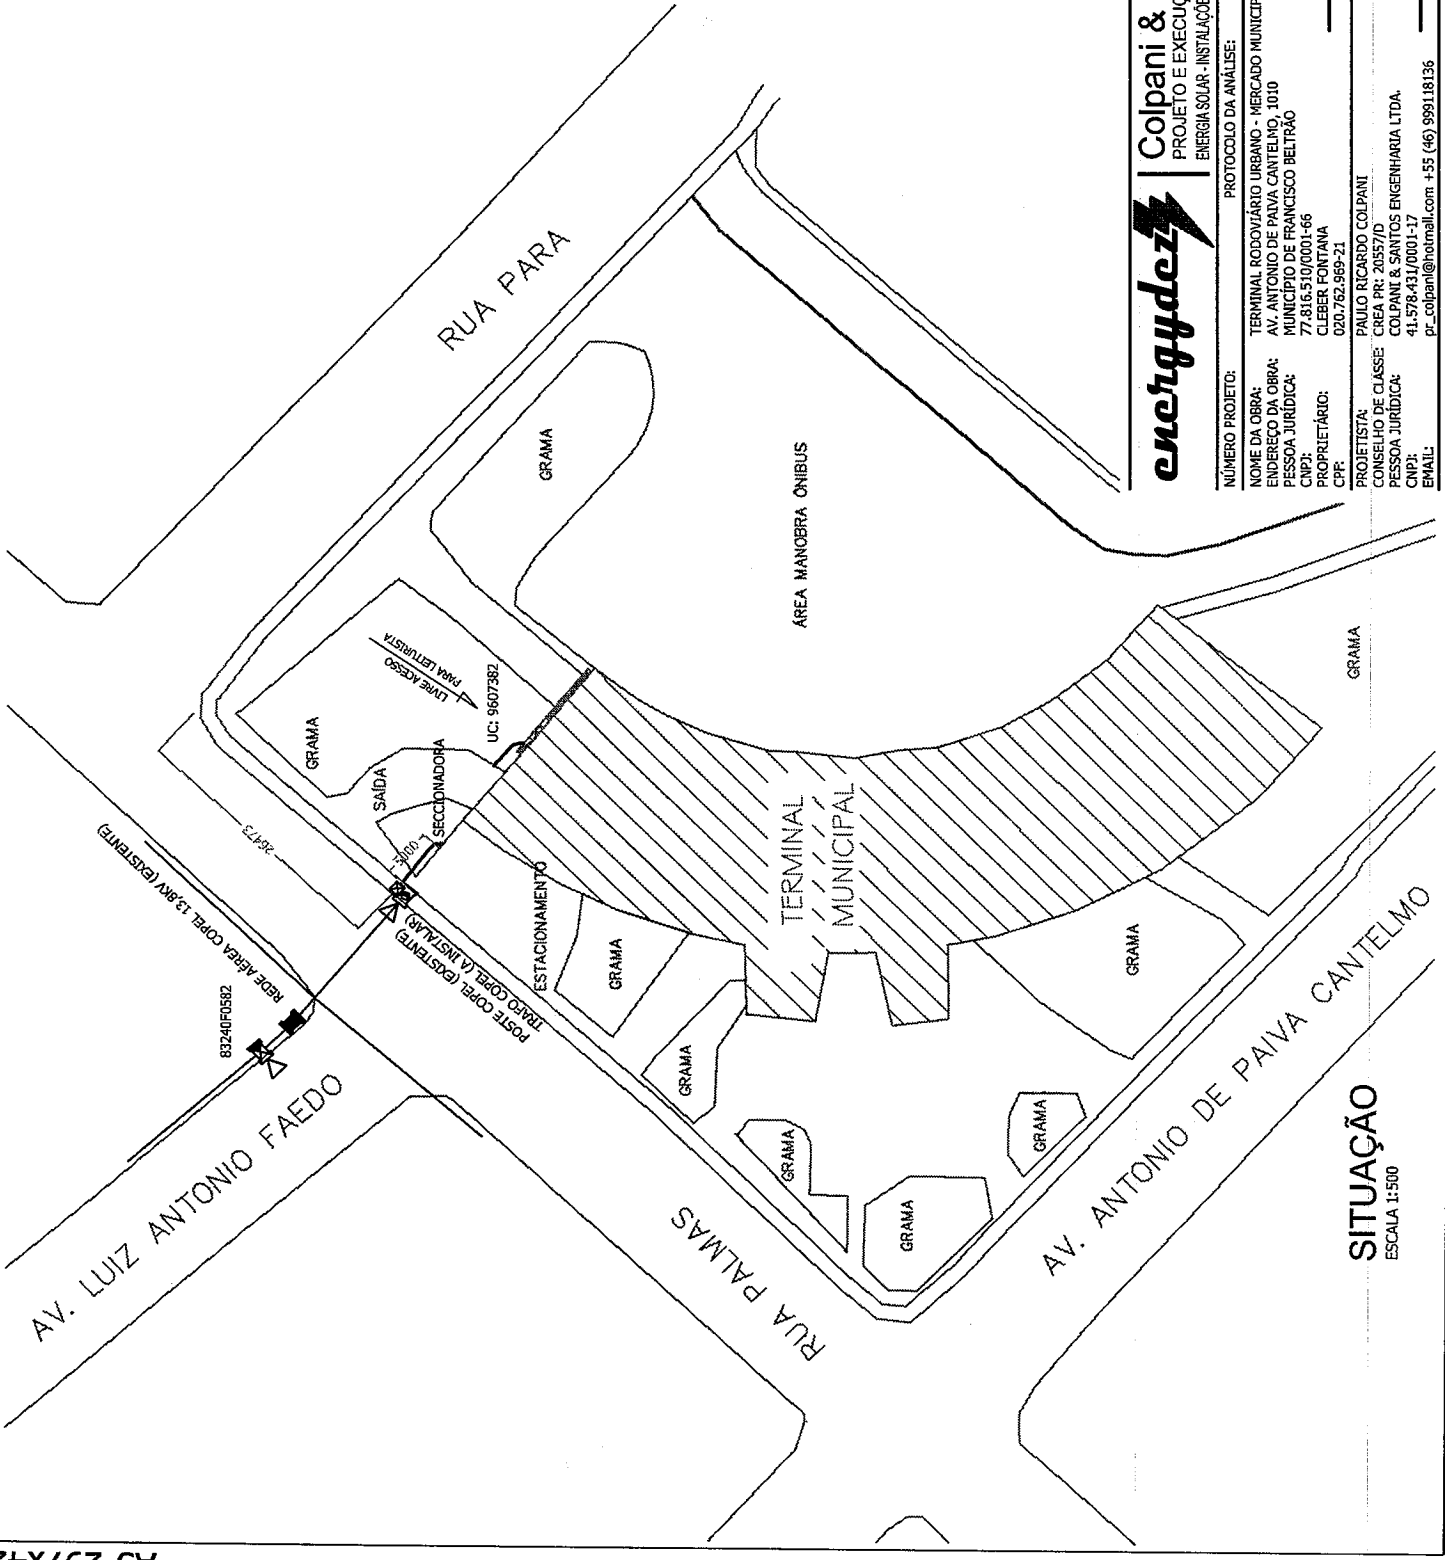 RUA PARA
GRAMA
ÁREA MANOBRA ÔNIBUS
LIVRE ACESSO
PARA LEITURISTA
UC: 9607382
GRAMA
SAÍDA
SECCIONADORA
5000
26473
REDE AÉREA COPEL 13,8KV (EXISTENTE)
83240F0582
POSTE COPEL (EXISTENTE)
TRAFO COPEL (A INSTALAR)
ESTACIONAMENTO
GRAMA
TERMINAL
MUNICIPAL
GRAMA
GRAMA
GRAMA
GRAMA
GRAMA
GRAMA
AV. LUIZ ANTONIO FAEDO
RUA PALMAS
AV. ANTONIO DE PAIVA CANTELMO
SITUAÇÃO
ESCALA 1:500
energydez
Colpani &
PROJETO E EXECUÇ
ENERGIA SOLAR - INSTALAÇÕE
NÚMERO PROJETO: PROTOCOLO DA ANÁLISE:
NOME DA OBRA: TERMINAL RODOVIÁRIO URBANO - MERCADO MUNICIP
ENDEREÇO DA OBRA: AV. ANTONIO DE PAIVA CANTELMO, 1010
PESSOA JURÍDICA: MUNICÍPIO DE FRANCISCO BELTRÃO
CNPJ: 77.816.510/0001-66
PROPRIETÁRIO: CLEBER FONTANA
CPF: 020.762.969-21
PROJETISTA: PAULO RICARDO COLPANI
CONSELHO DE CLASSE: CREA PR: 20557/D
PESSOA JURÍDICA: COLPANI & SANTOS ENGENHARIA LTDA.
CNPJ: 41.578.431/0001-17
EMAIL: pr_colpani@hotmail.com +55 (46) 999118136